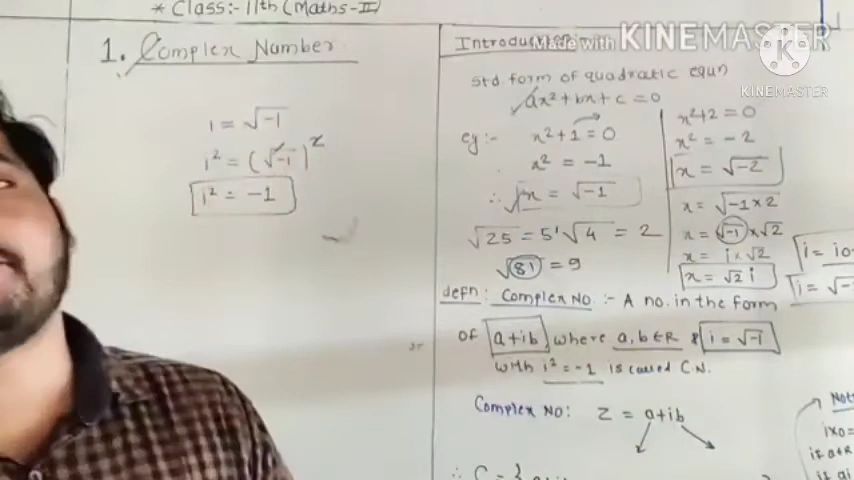 * Class:- 11th (Maths-II)
1. Complex Number
i = √-1
i² = (√-1)²
i² = -1
Made with KINEMASTER
KINEMASTER
std form of quadratic equn
ax² + bx + c = 0
eg:- x² + 1 = 0
x² = -1
∴ x = √-1
√25 = 5' √4 = 2
√81 = 9
x² + 2 = 0
x² = -2
x = √-2
x = √-1×2
x = √-1 × √2
x = i × √2
x = √2 i
i =
i = √-
defn: Complex No :- A no. in the form
of a+ib, where a, b ∈ R & i = √-1
with i² = -1 is called C.N.
Complex No: Z = a+ib
∴ C = {
Not